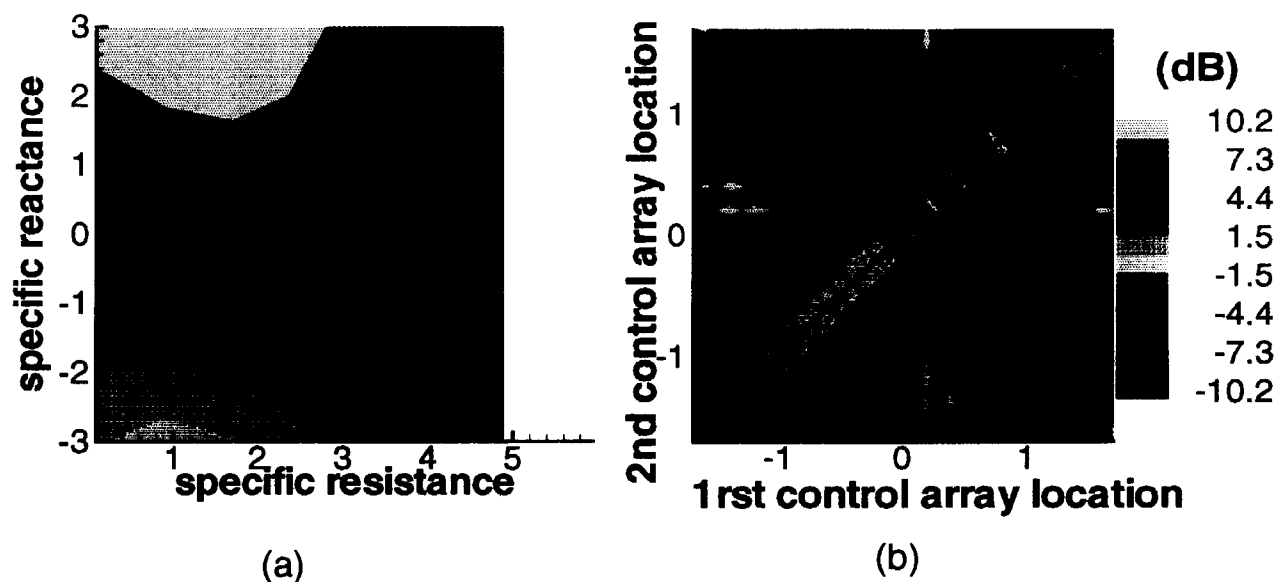 3
2
1
0
-1
-2
-3
specific reactance
1 2 3 4 5
specific resistance
(a)
2nd control array location
1
0
-1
-1 0 1
1rst control array location
(b)
(dB)
10.2
7.3
4.4
1.5
-1.5
-4.4
-7.3
-10.2